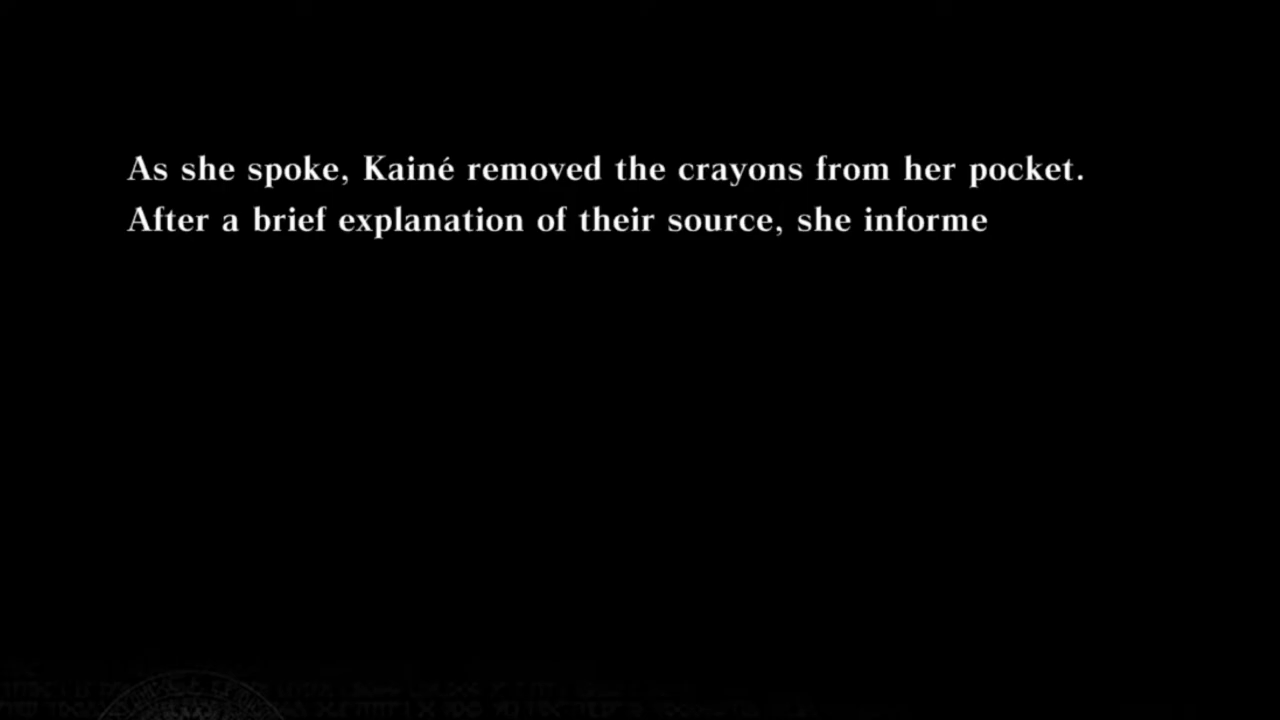 As she spoke, Kainé removed the crayons from her pocket.
After a brief explanation of their source, she informe